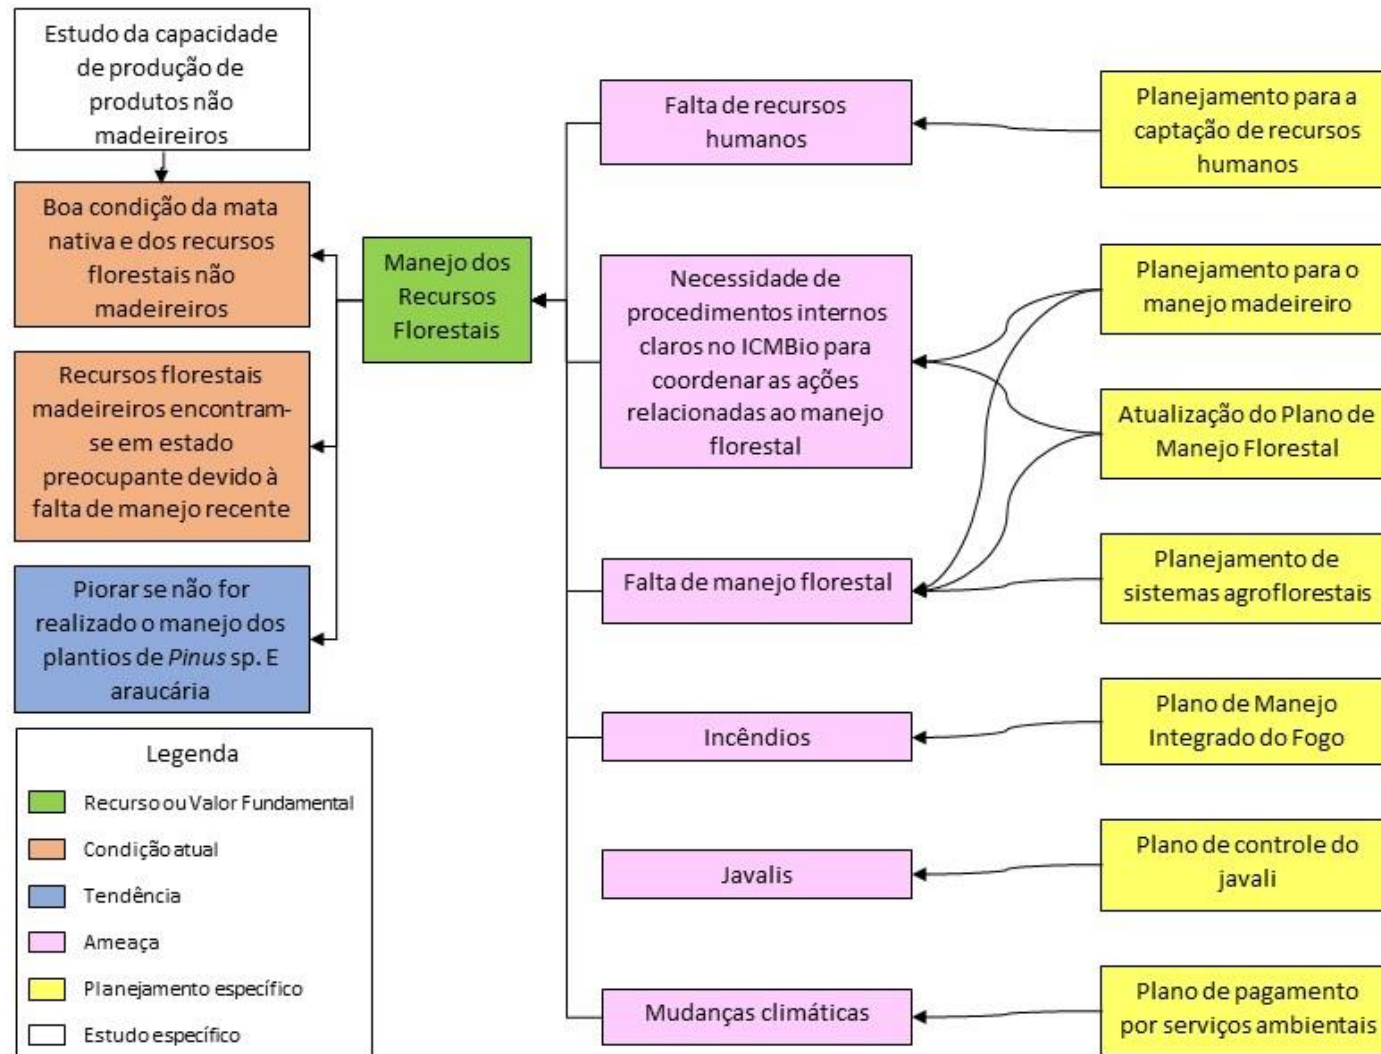 Estudo da capacidade
de produção de
produtos não
madeireiros
Boa condição da mata
nativa e dos recursos
florestais não
madeireiros
Recursos florestais
madeireiros encontram-
se em estado
preocupante devido à
falta de manejo recente
Piorar se não for
realizado o manejo dos
plantios de Pinus sp. E
araucária
Manejo dos
Recursos
Florestais
Falta de recursos
humanos
Necessidade de
procedimentos internos
claros no ICMBio para
coordenar as ações
relacionadas ao manejo
florestal
Falta de manejo florestal
Incêndios
Javalis
Mudanças climáticas
Planejamento para a
captação de recursos
humanos
Planejamento para o
manejo madeireiro
Atualização do Plano de
Manejo Florestal
Planejamento de
sistemas agroflorestais
Plano de Manejo
Integrado do Fogo
Plano de controle do
javali
Plano de pagamento
por serviços ambientais
Legenda
Recurso ou Valor Fundamental
Condição atual
Tendência
Ameaça
Planejamento específico
Estudo específico